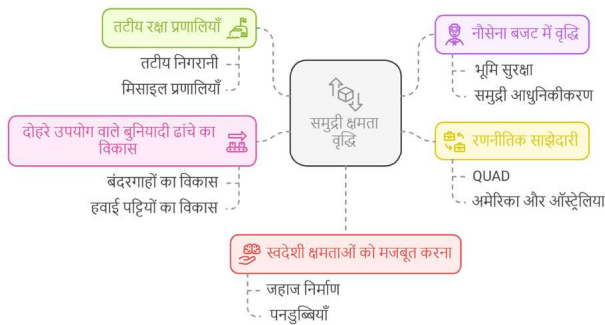 तटीय रक्षा प्रणालियाँ
तटीय निगरानी
मिसाइल प्रणालियाँ
दोहरे उपयोग वाले बुनियादी ढांचे का
विकास
बंदरगाहों का विकास
हवाई पट्टियों का विकास
समुद्री क्षमता
वृद्धि
नौसेना बजट में वृद्धि
भूमि सुरक्षा
समुद्री आधुनिकीकरण
रणनीतिक साझेदारी
QUAD
अमेरिका और ऑस्ट्रेलिया
स्वदेशी क्षमताओं को मजबूत करना
जहाज निर्माण
पनडुब्बियाँ